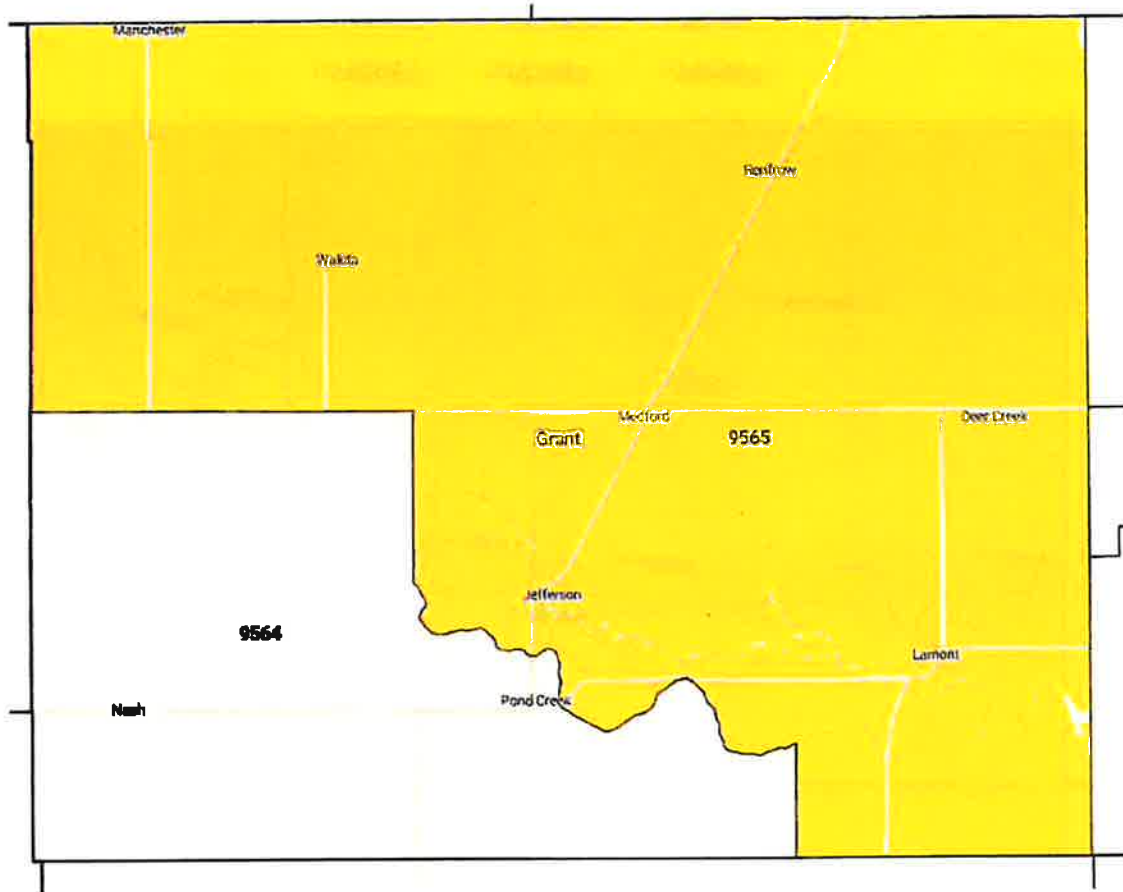 Manchester
Renfrow
Wakita
Medford
Deer Creek
Grant
9565
Jefferson
9564
Lamont
Pond Creek
Nash